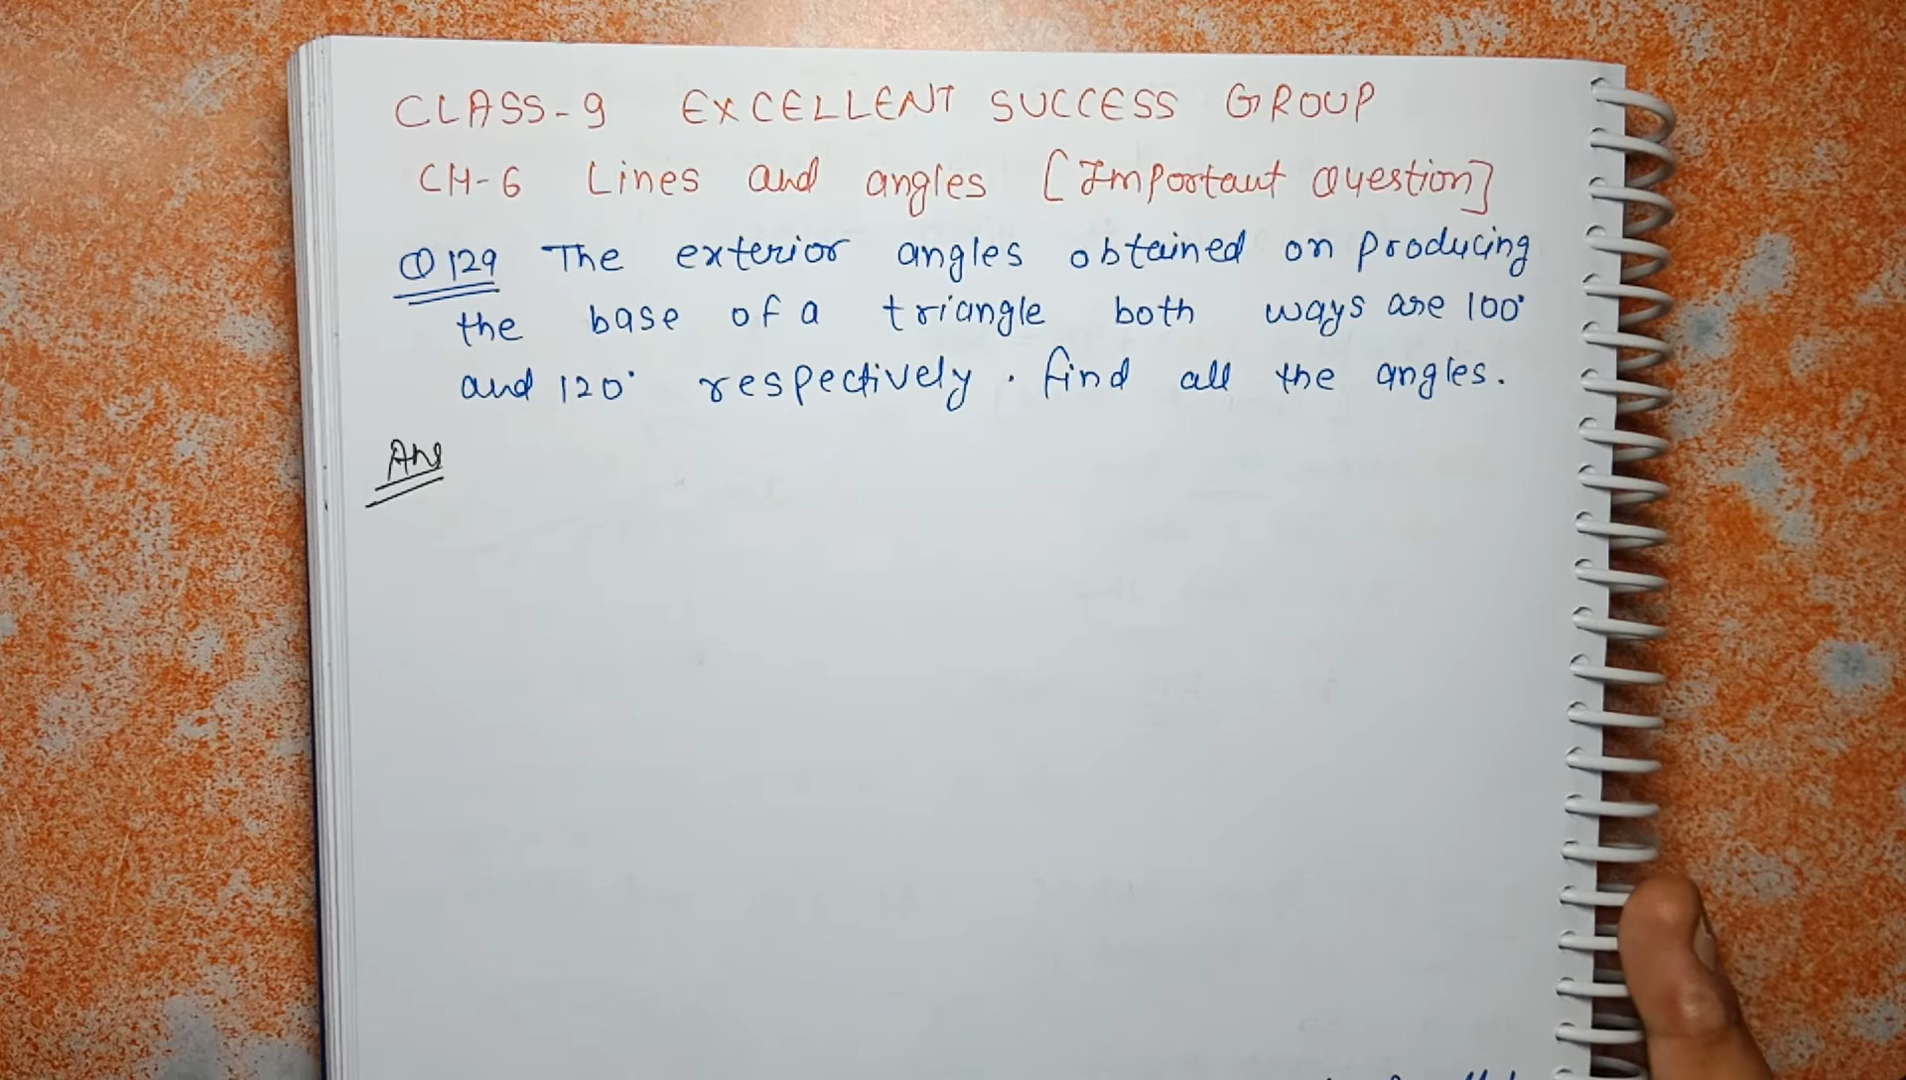 CLASS-9 EXCELLENT SUCCESS GROUP
CH-6 Lines and angles [Important Question]
Q129 The exterior angles obtained on producing
the base of a triangle both ways are 100°
and 120° respectively. find all the angles.
Ans